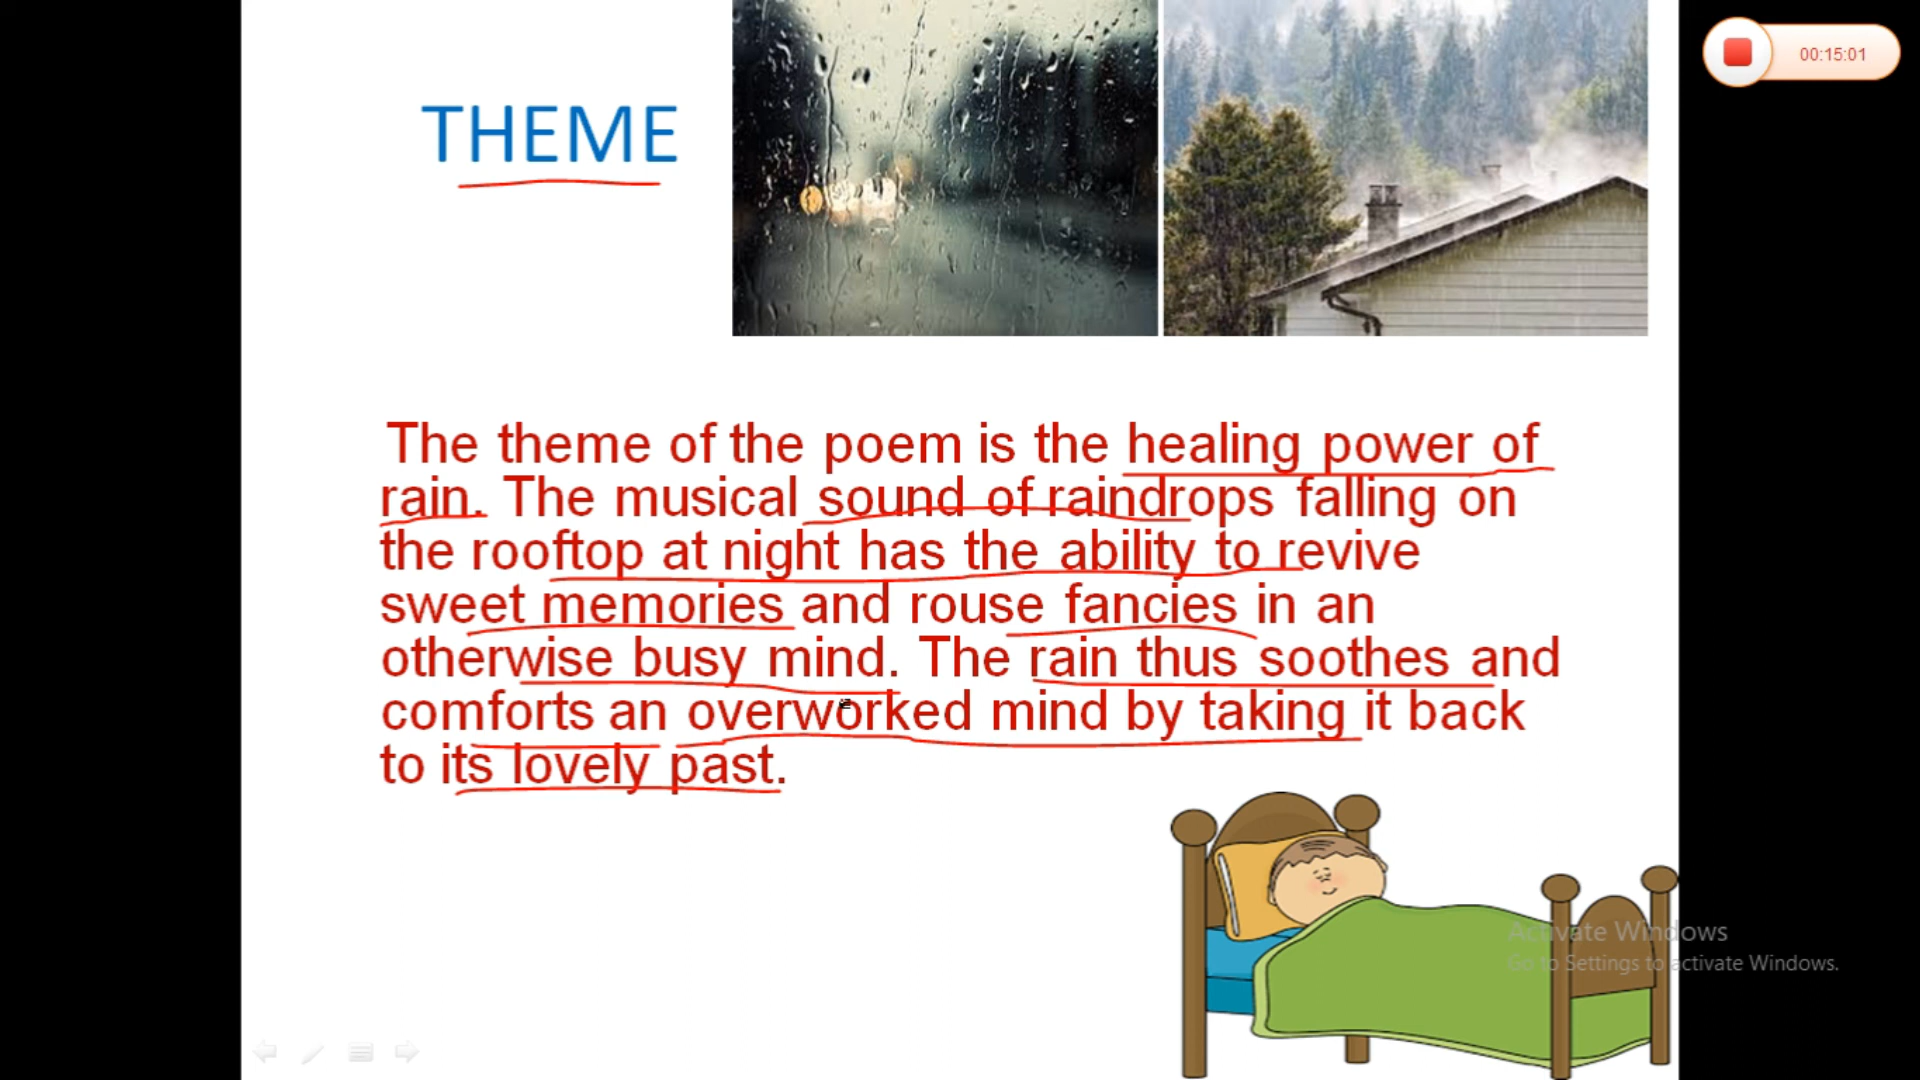 THEME
00:15:01
The theme of the poem is the healing power of
rain. The musical sound of raindrops falling on
the rooftop at night has the ability to revive
sweet memories and rouse fancies in an
otherwise busy mind. The rain thus soothes and
comforts an overworked mind by taking it back
to its lovely past.
Activate Windows
Go to Settings to activate Windows.